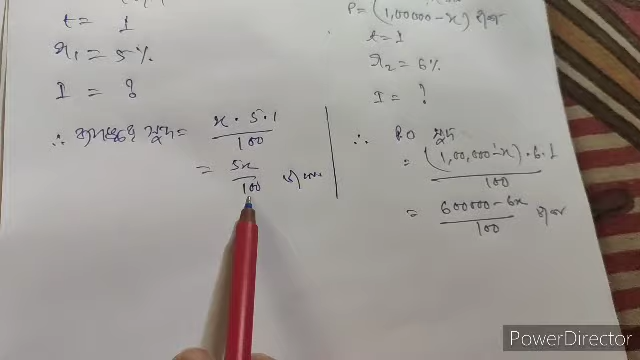 t = 1
r₁ = 5%
I = ?
∴ ব্যাঙ্কের সুদ = x · 5 · 1 / 100
= 5x / 100 টাকা
P = (1,00000 - x) টাকা
t = 1
r₂ = 6%
I = ?
∴ PO সুদ
= (1,00,000 - x) · 6 · 1 / 100
= 600000 - 6x / 100 টাকা
PowerDirector